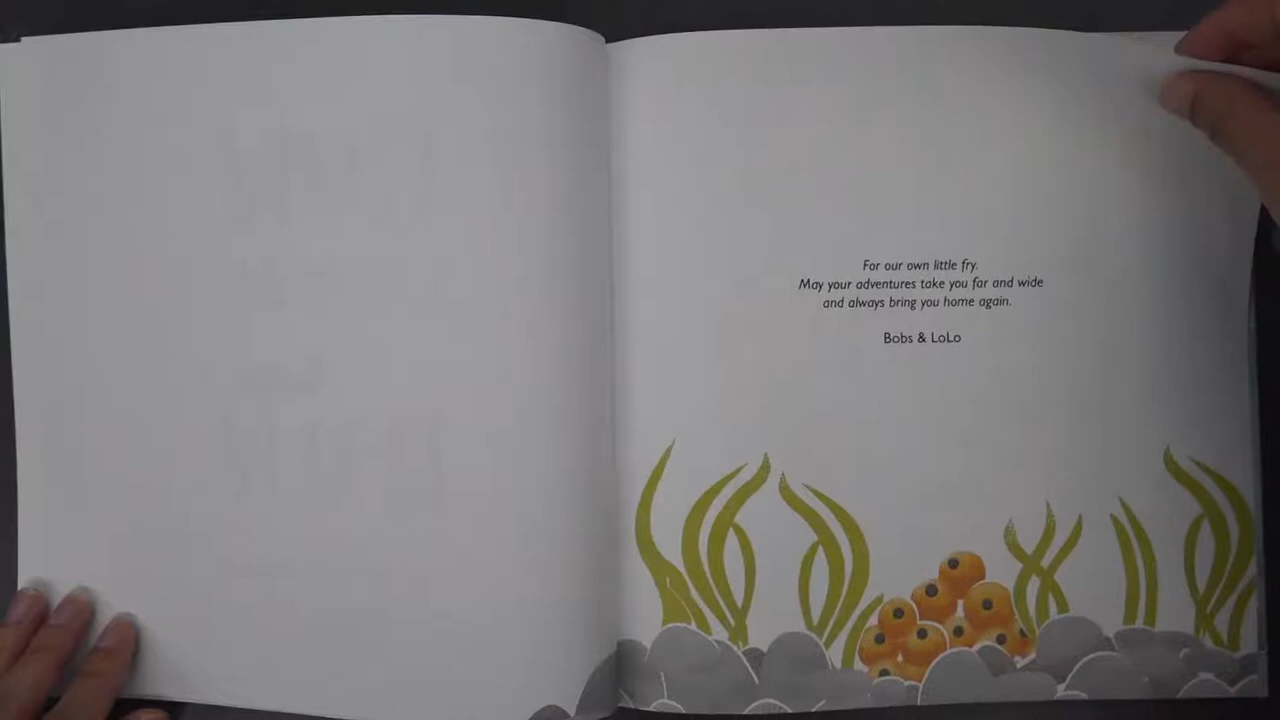 For our own little fry.
May your adventures take you far and wide
and always bring you home again.
Bobs & LoLo